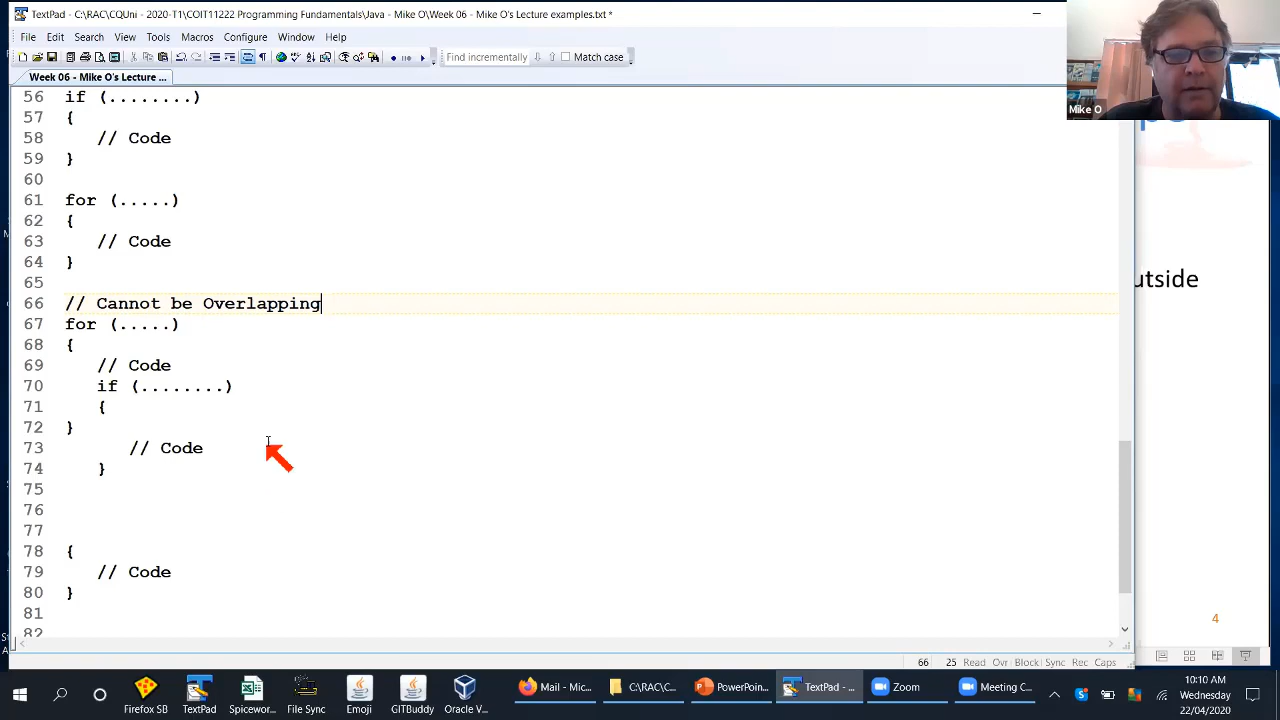 TextPad - C:\RAC\CQUni - 2020-T1\COIT11222 Programming Fundamentals\Java - Mike O\Week 06 - Mike O's Lecture examples.txt *
File Edit Search View Tools Macros Configure Window Help
Find incrementally Match case
Week 06 - Mike O's Lecture ...
Mike O
56 if (........)
57 {
58 // Code
59 }
60
61 for (.....)
62 {
63 // Code
64 }
65
utside
66 // Cannot be Overlapping
67 for (.....)
68 {
69 // Code
70 if (........)
71 {
72 }
73 // Code
74 }
75
76
77
78 {
79 // Code
80 }
81
82
4
66 25 Read Ovr Block Sync Rec Caps
Firefox SB TextPad Spicewor... File Sync Emoji GITBuddy Oracle V... Mail - Mic... C:\RAC\C... PowerPoin... TextPad - ... Zoom Meeting C...
10:10 AM
Wednesday
22/04/2020